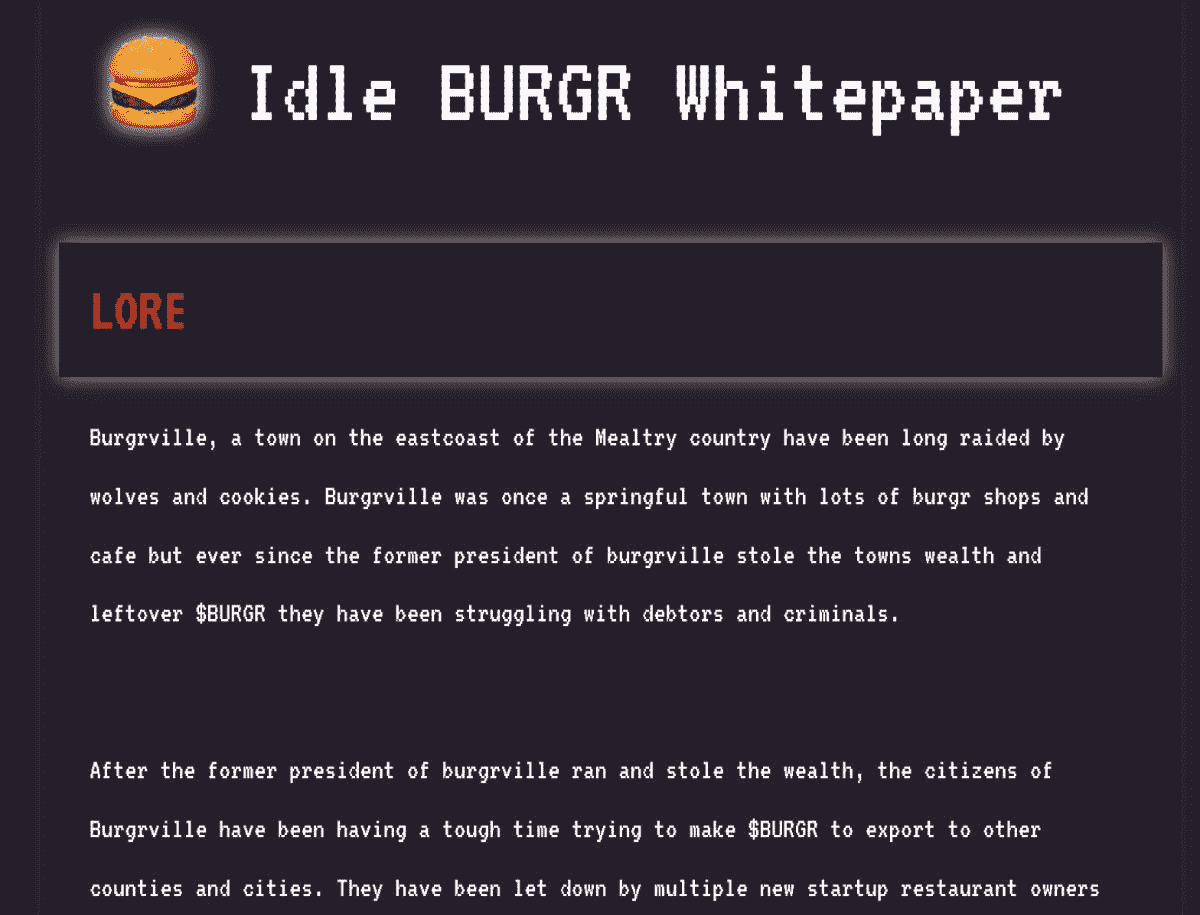 Idle BURGR Whitepaper
LORE
Burgrville, a town on the eastcoast of the Mealtry country have been long raided by
wolves and cookies. Burgrville was once a springful town with lots of burgr shops and
cafe but ever since the former president of burgrville stole the towns wealth and
leftover $BURGR they have been struggling with debtors and criminals.
After the former president of burgrville ran and stole the wealth, the citizens of
Burgrville have been having a tough time trying to make $BURGR to export to other
counties and cities. They have been let down by multiple new startup restaurant owners